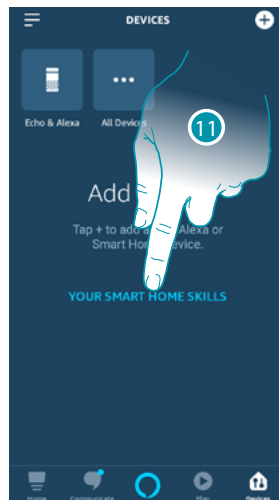 DEVICES
Echo & Alexa
All Devices
11
Add
Tap + to add a Alexa or
Smart Home Device.
YOUR SMART HOME SKILLS
Home Communicate Play Devices